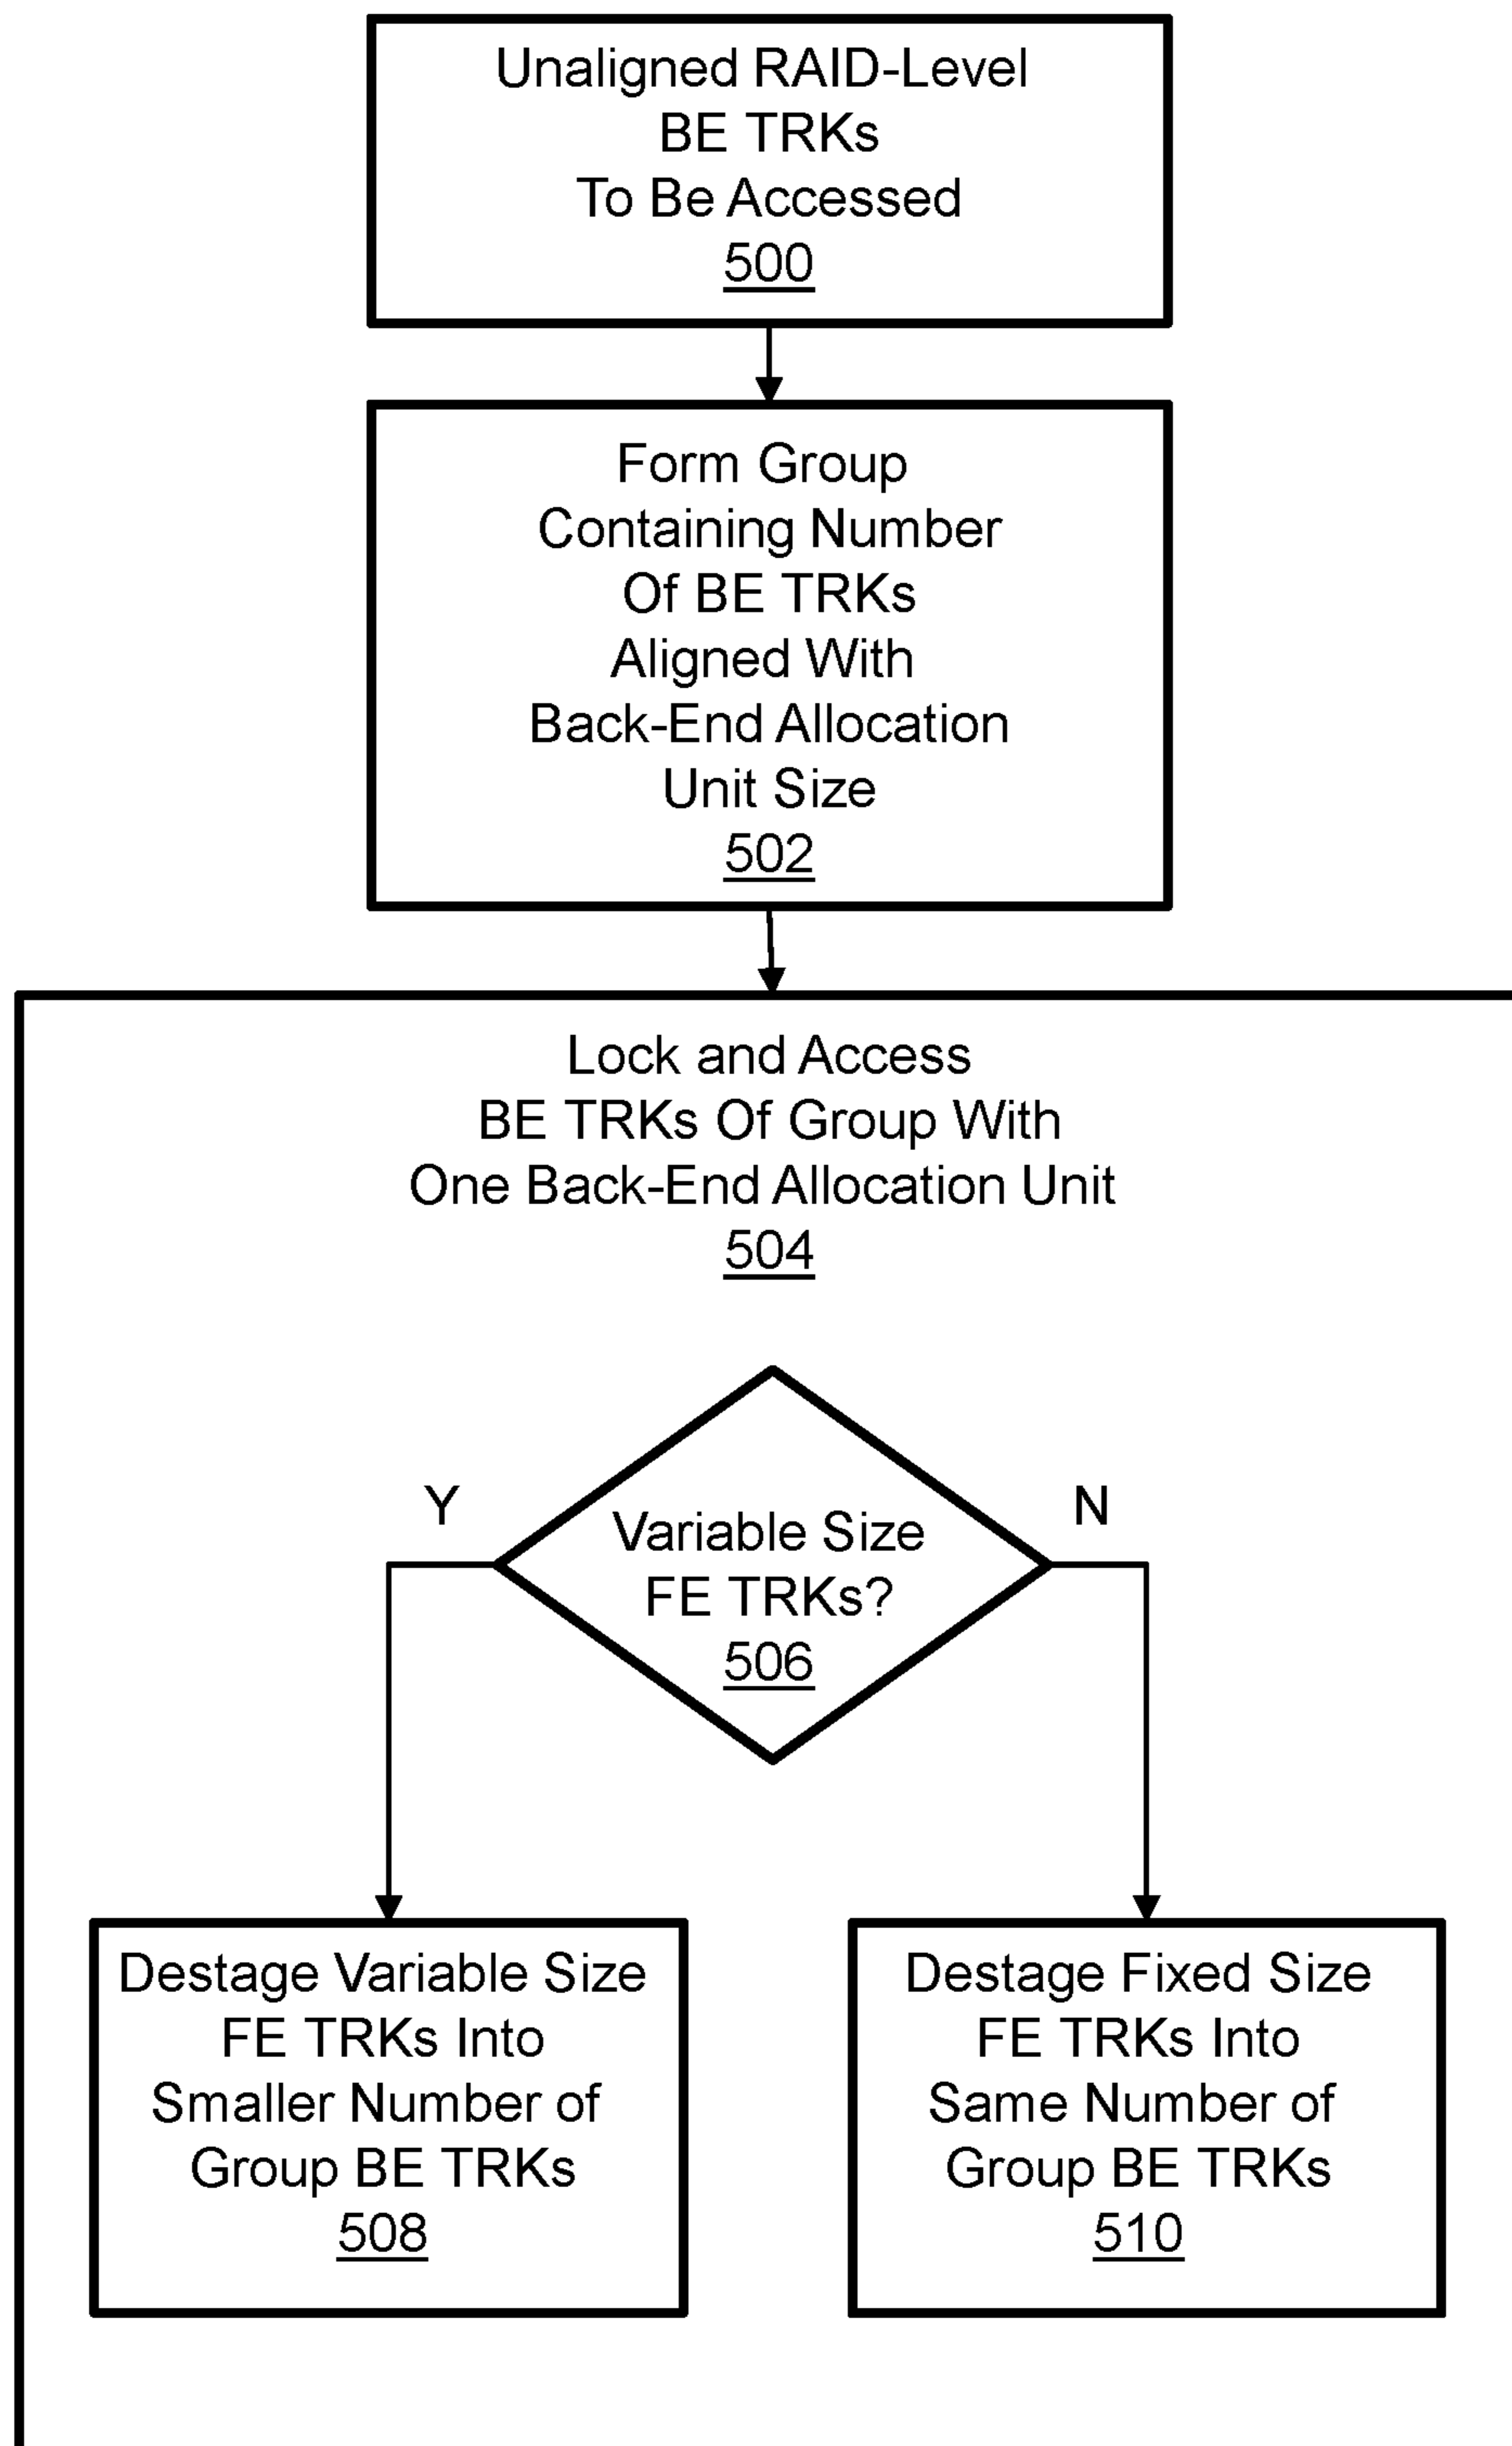 Unaligned RAID-Level
BE TRKs
To Be Accessed
500
Form Group
Containing Number
Of BE TRKs
Aligned With
Back-End Allocation
Unit Size
502
Lock and Access
BE TRKs Of Group With
One Back-End Allocation Unit
504
Y
N
Variable Size
FE TRKs?
506
Destage Variable Size
FE TRKs Into
Smaller Number of
Group BE TRKs
508
Destage Fixed Size
FE TRKs Into
Same Number of
Group BE TRKs
510